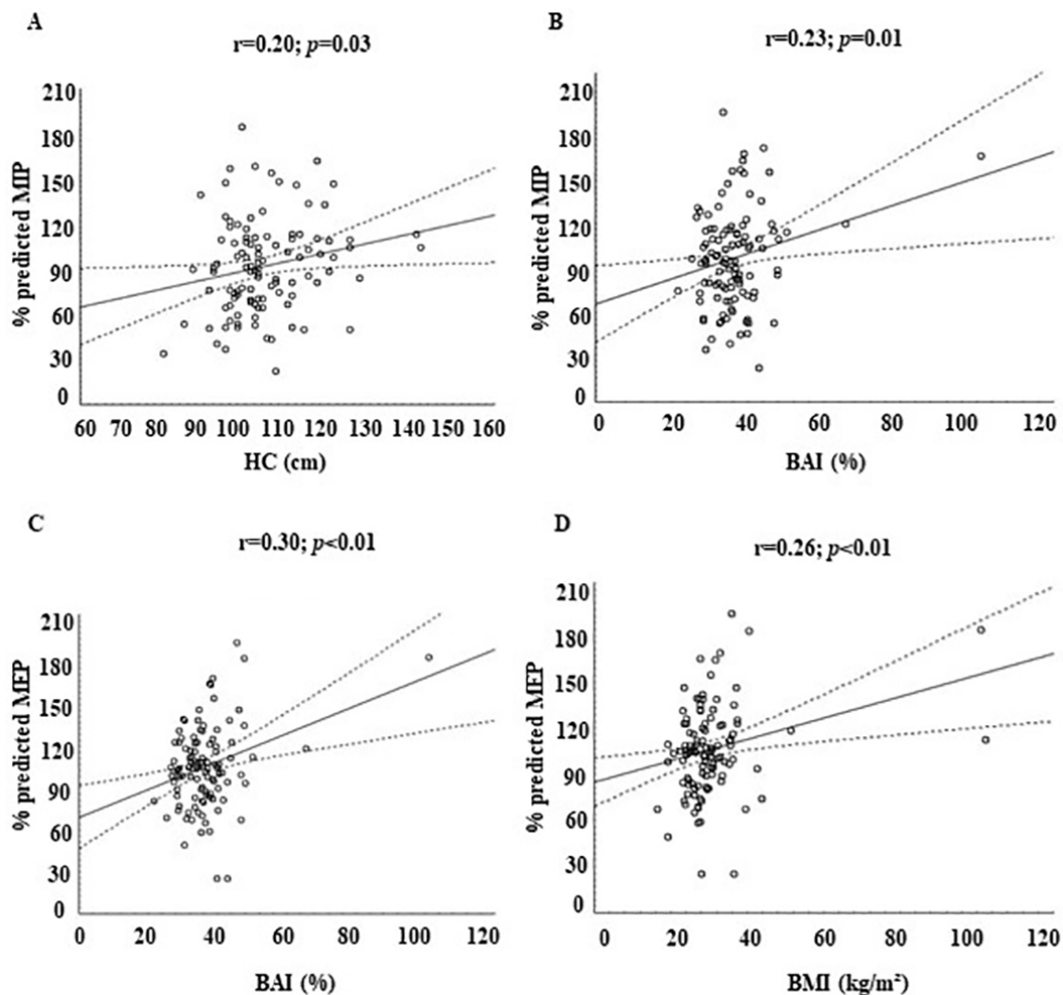 A
r=0.20; p=0.03
% predicted MIP
210
180
150
120
90
60
30
0
60 70 80 90 100 110 120 130 140 150 160
HC (cm)
B
r=0.23; p=0.01
% predicted MIP
210
180
150
120
90
60
30
0
0 20 40 60 80 100 120
BAI (%)
C
r=0.30; p<0.01
% predicted MEP
210
180
150
120
90
60
30
0
0 20 40 60 80 100 120
BAI (%)
D
r=0.26; p<0.01
% predicted MEP
210
180
150
120
90
60
30
0
0 20 40 60 80 100 120
BMI (kg/m²)